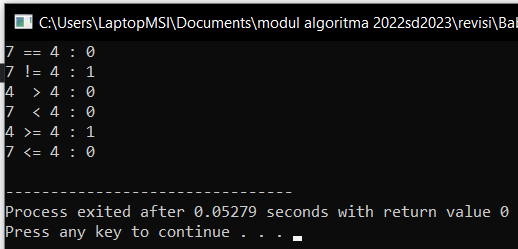 C:\Users\LaptopMSI\Documents\modul algoritma 2022sd2023\revisi\Bal
7 == 4 : 0
7 != 4 : 1
4  > 4 : 0
7  < 4 : 0
4 >= 4 : 1
7 <= 4 : 0
--------------------------------
Process exited after 0.05279 seconds with return value 0
Press any key to continue . . .